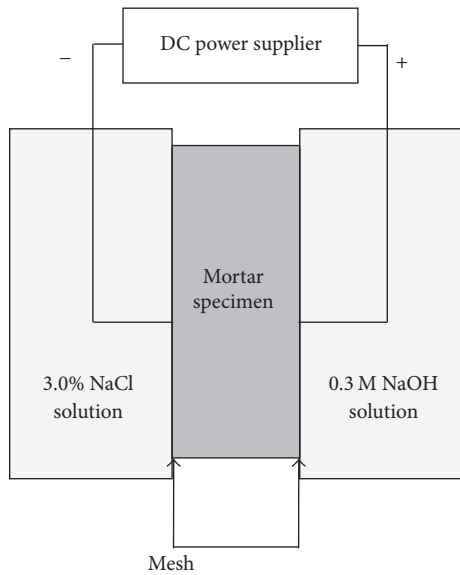 DC power supplier
−
+
Mortar
specimen
3.0% NaCl
solution
0.3 M NaOH
solution
Mesh